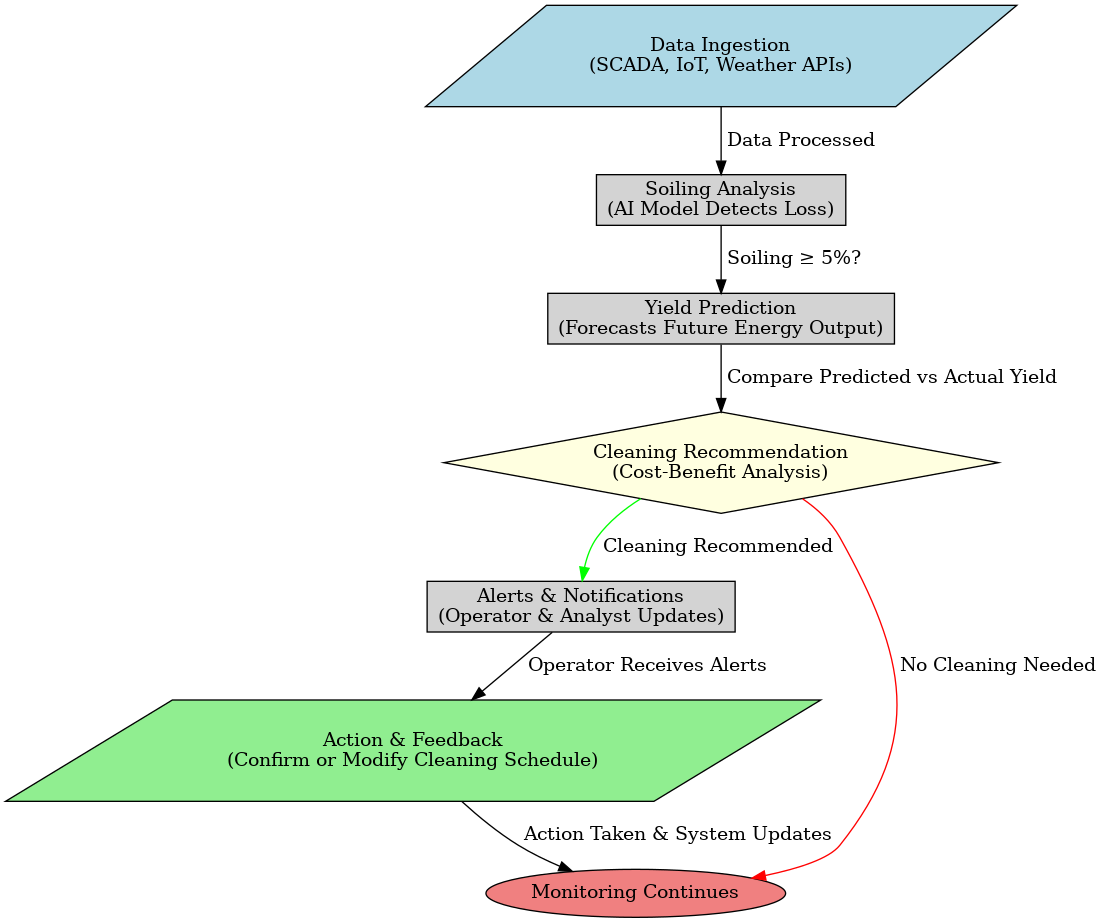 Data Ingestion
(SCADA, IoT, Weather APIs)
Data Processed
Soiling Analysis
(AI Model Detects Loss)
Soiling ≥ 5%?
Yield Prediction
(Forecasts Future Energy Output)
Compare Predicted vs Actual Yield
Cleaning Recommendation
(Cost-Benefit Analysis)
Cleaning Recommended
Alerts & Notifications
(Operator & Analyst Updates)
Operator Receives Alerts
No Cleaning Needed
Action & Feedback
(Confirm or Modify Cleaning Schedule)
Action Taken & System Updates
Monitoring Continues